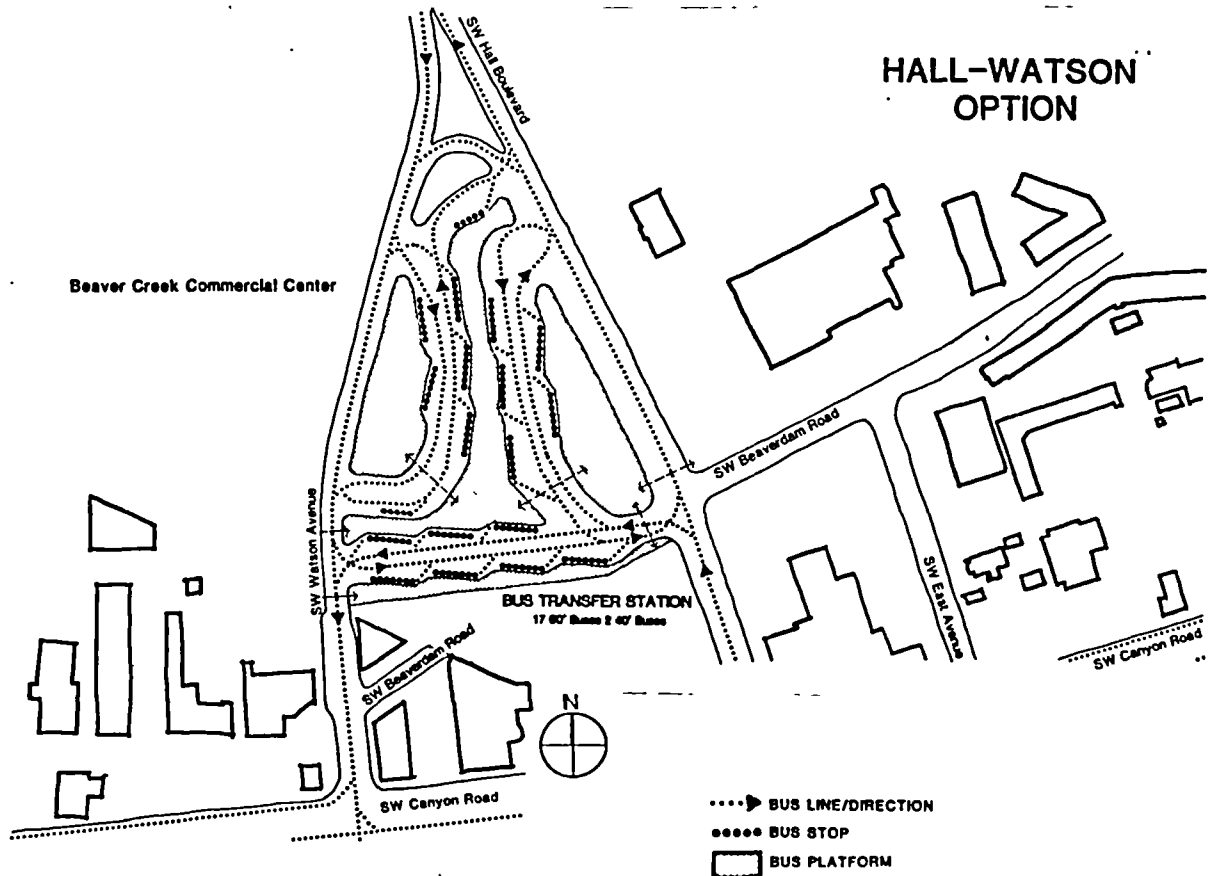 HALL-WATSON
OPTION
SW Hall Boulevard
Beaver Creek Commercial Center
SW Beaverdam Road
SW Watson Avenue
SW East Avenue
BUS TRANSFER STATION
17 60' Buses 2 40' Buses
SW Beaverdam Road
SW Canyon Road
N
SW Canyon Road
BUS LINE/DIRECTION
BUS STOP
BUS PLATFORM